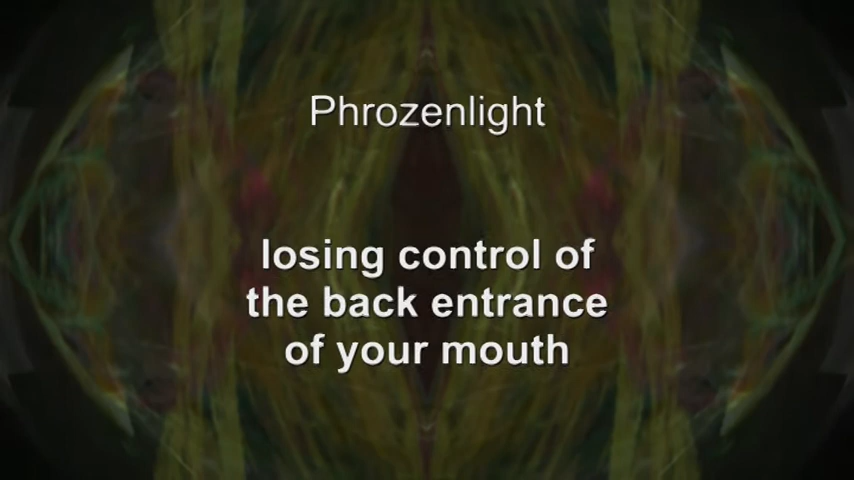 Phrozenlight
losing control of
the back entrance
of your mouth